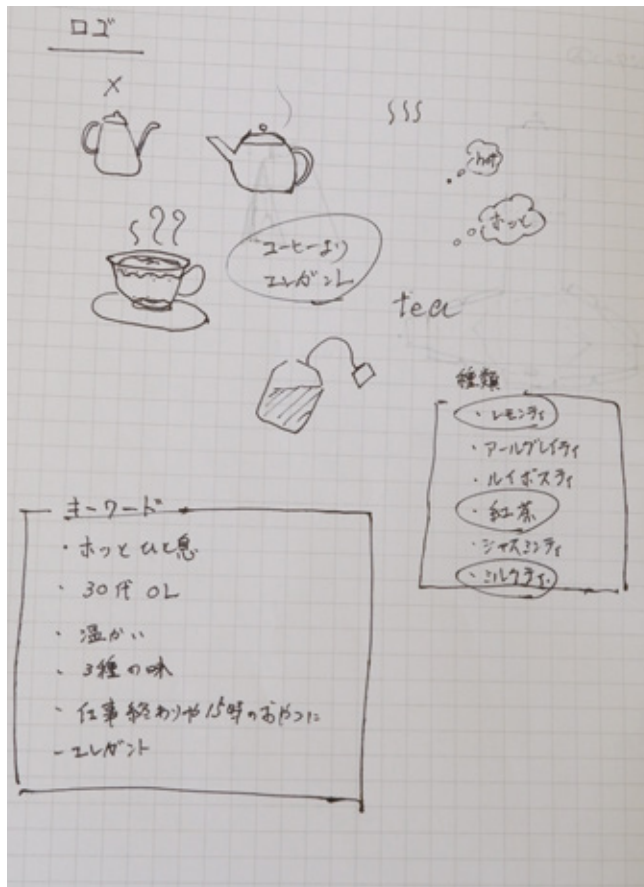 ロゴ
×
ホッと
コーヒーより
エレガント
tea
種類
・レモンティ
・アールグレイティ
・ルイボスティ
・紅茶
・ジャスミンティ
・ミルクティ
キーワード
・ホッとひと息
・30代 OL
・温かい
・3種の味
・仕事終わりや15時のおやつに
－エレガント